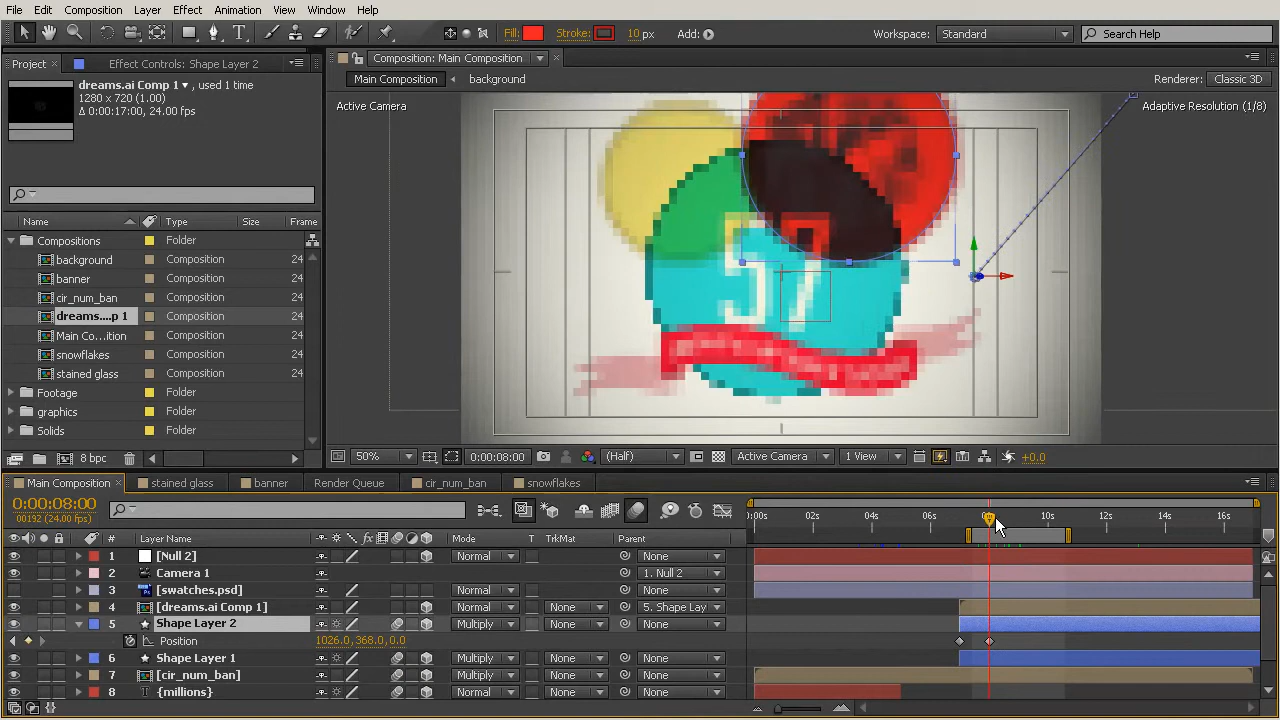 File Edit Composition Layer Effect Animation View Window Help
Fill: Stroke: 10 px Add: Workspace: Standard Search Help
Project Effect Controls: Shape Layer 2 Composition: Main Composition
dreams.ai Comp 1 , used 1 time
1280 x 720 (1.00)
Δ 0:00:17:00, 24.00 fps
Main Composition background Renderer: Classic 3D
Active Camera Adaptive Resolution (1/8)
57
Name Type Size Frame
Compositions Folder
background Composition 24
banner Composition 24
cir_num_ban Composition 24
dreams....p 1 Composition 24
Main Co...ition Composition 24
snowflakes Composition 24
stained glass Composition 24
Footage Folder
graphics Folder
Solids Folder
8 bpc 50% 0:00:08:00 (Half) Active Camera 1 View +0.0
Main Composition stained glass banner Render Queue cir_num_ban snowflakes
0:00:08:00
00192 (24.00 fps)
:00s 02s 04s 06s 10s 12s 14s 16s
# Layer Name Mode T TrkMat Parent
1 [Null 2] Normal None
2 Camera 1 1. Null 2
3 [swatches.psd] Normal None None
4 [dreams.ai Comp 1] Normal None 5. Shape Lay
5 Shape Layer 2 Multiply None None
Position 1026.0,368.0,0.0
6 Shape Layer 1 Multiply None None
7 [cir_num_ban] Multiply None None
8 T {millions} Normal None None